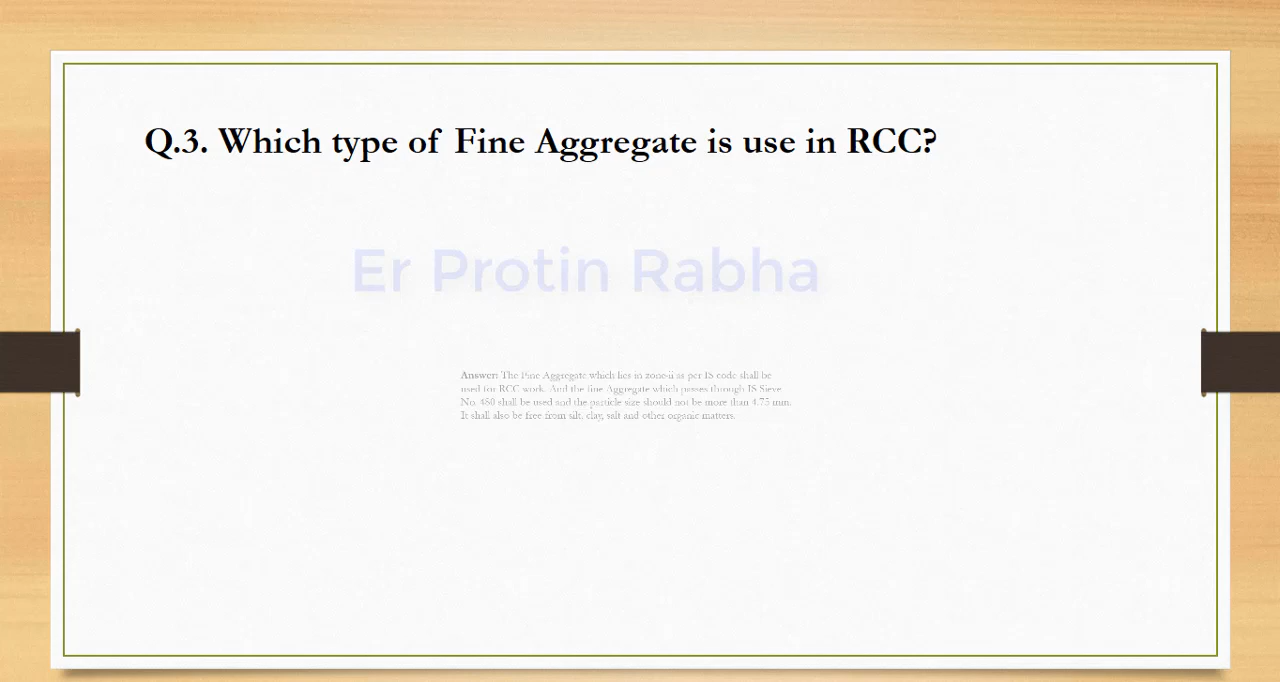 Q.3. Which type of Fine Aggregate is use in RCC?
Er Protin Rabha
Answer: The Fine Aggregate which lies in zone-ii as per IS code shall be
used for RCC work. And the fine Aggregate which passes through IS Sieve
No. 480 shall be used and the particle size should not be more than 4.75 mm.
It shall also be free from silt, clay, salt and other organic matters.